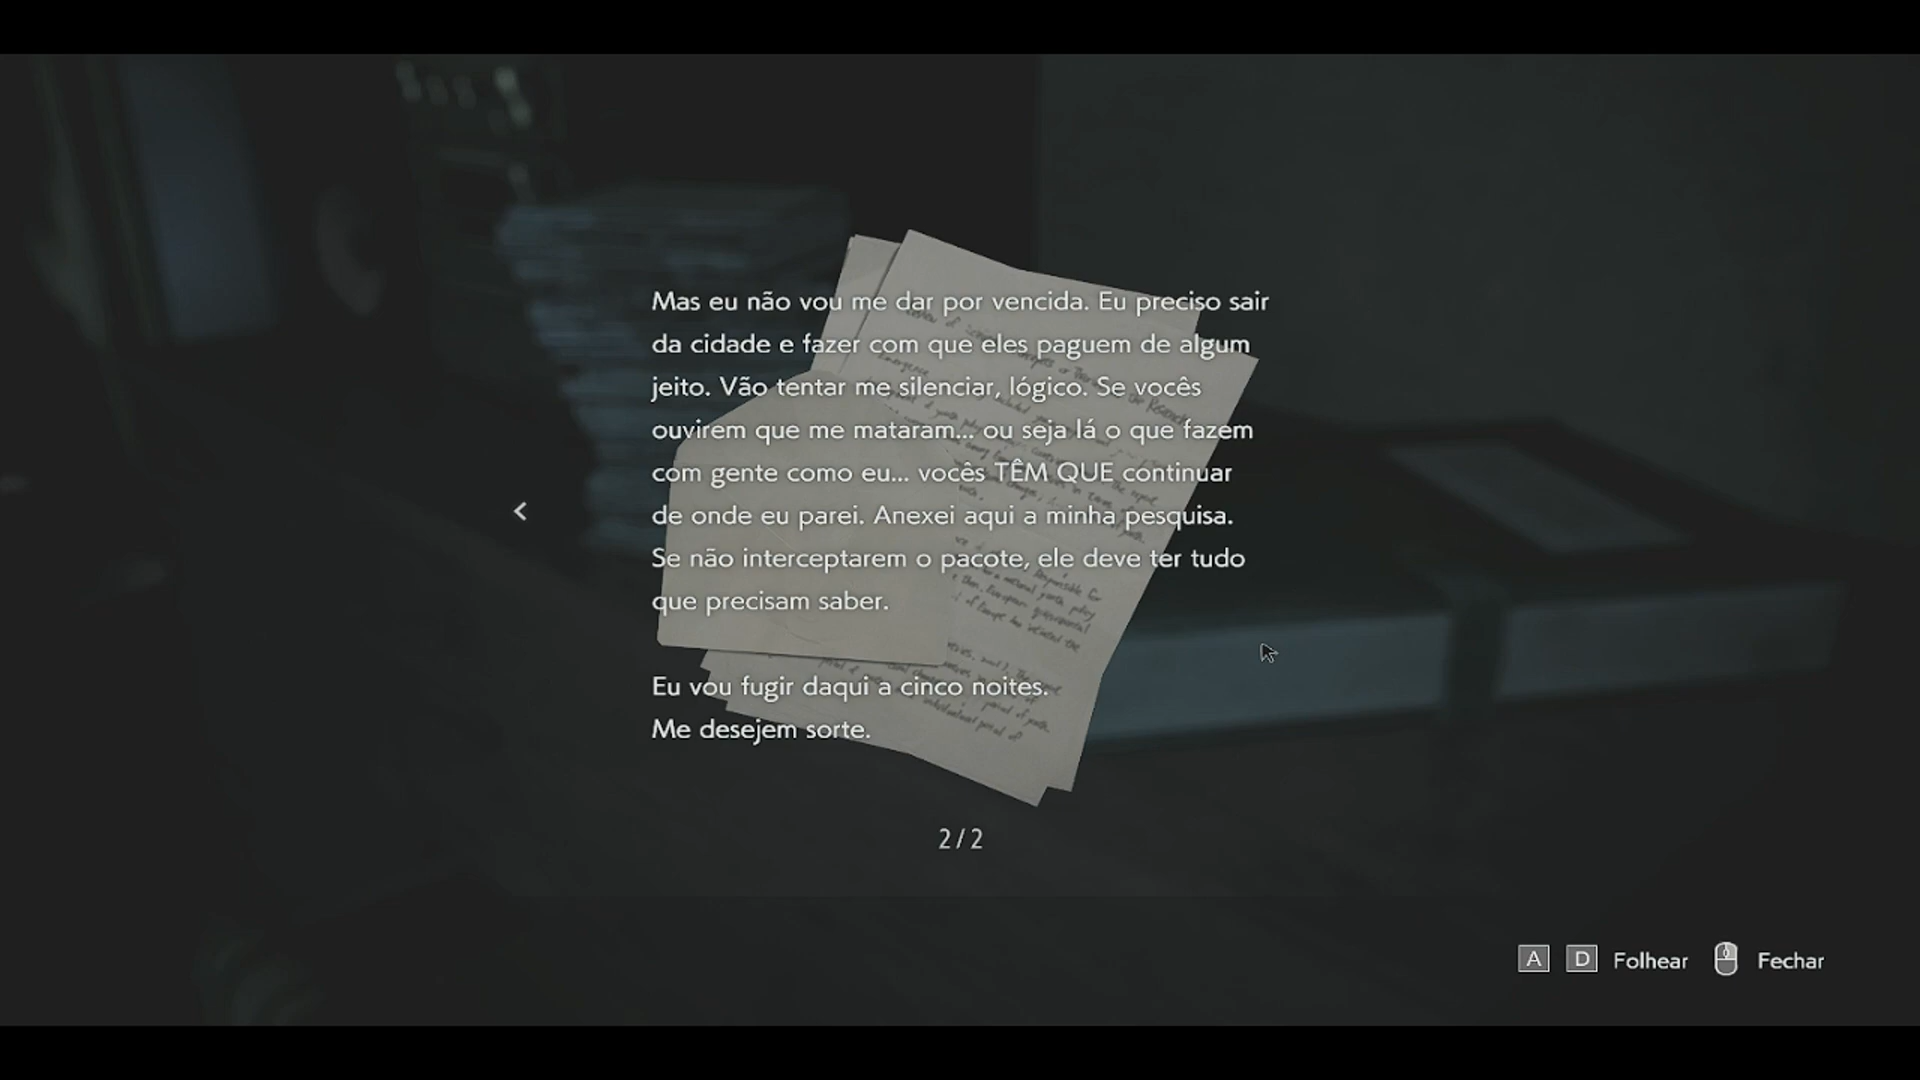 Mas eu não vou me dar por vencida. Eu preciso sair
da cidade e fazer com que eles paguem de algum
jeito. Vão tentar me silenciar, lógico. Se vocês
ouvirem que me mataram... ou seja lá o que fazem
com gente como eu... vocês TÊM QUE continuar
de onde eu parei. Anexei aqui a minha pesquisa.
Se não interceptarem o pacote, ele deve ter tudo
que precisam saber.
Eu vou fugir daqui a cinco noites.
Me desejem sorte.
2/2
A D Folhear Fechar